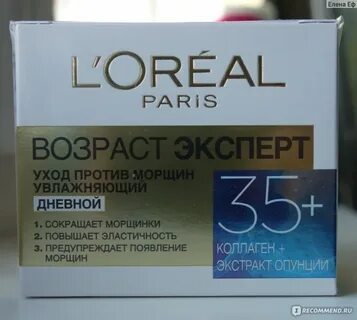 Елена Еф
L'ORÉAL
PARIS
ВОЗРАСТ ЭКСПЕРТ
УХОД ПРОТИВ МОРЩИН
УВЛАЖНЯЮЩИЙ
ДНЕВНОЙ
1. СОКРАЩАЕТ МОРЩИНКИ
2. ПОВЫШАЕТ ЭЛАСТИЧНОСТЬ
3. ПРЕДУПРЕЖДАЕТ ПОЯВЛЕНИЕ
МОРЩИН
35+
КОЛЛАГЕН +
ЭКСТРАКТ ОПУНЦИИ
IRECOMMEND.RU